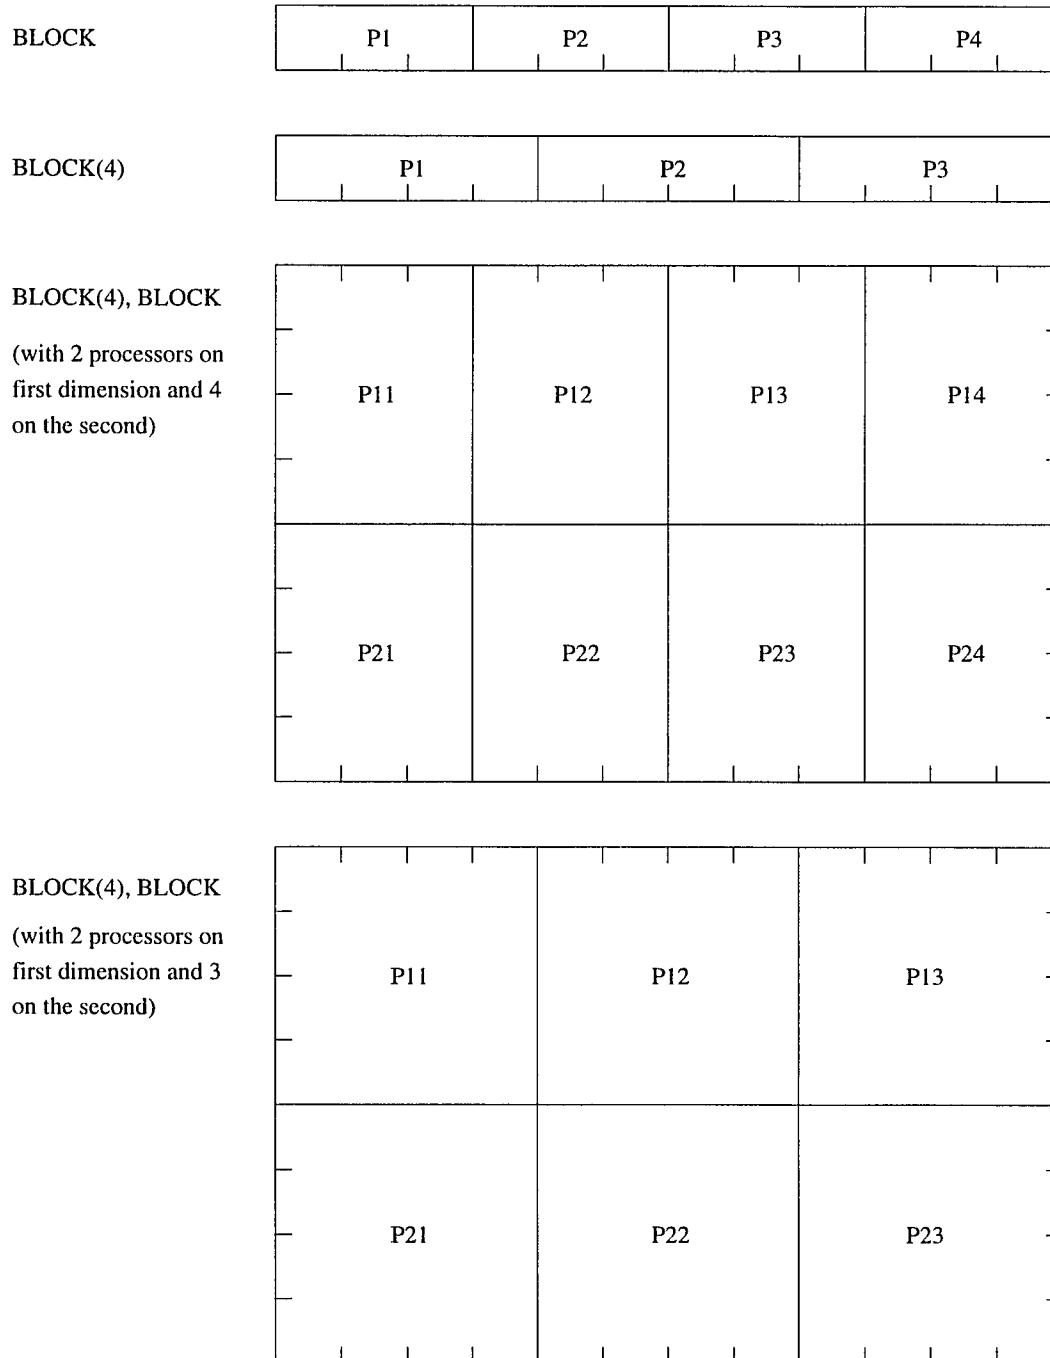 BLOCK P1 P2 P3 P4
BLOCK(4) P1 P2 P3
BLOCK(4), BLOCK
(with 2 processors on
first dimension and 4
on the second)
P11 P12 P13 P14
P21 P22 P23 P24
BLOCK(4), BLOCK
(with 2 processors on
first dimension and 3
on the second)
P11 P12 P13
P21 P22 P23